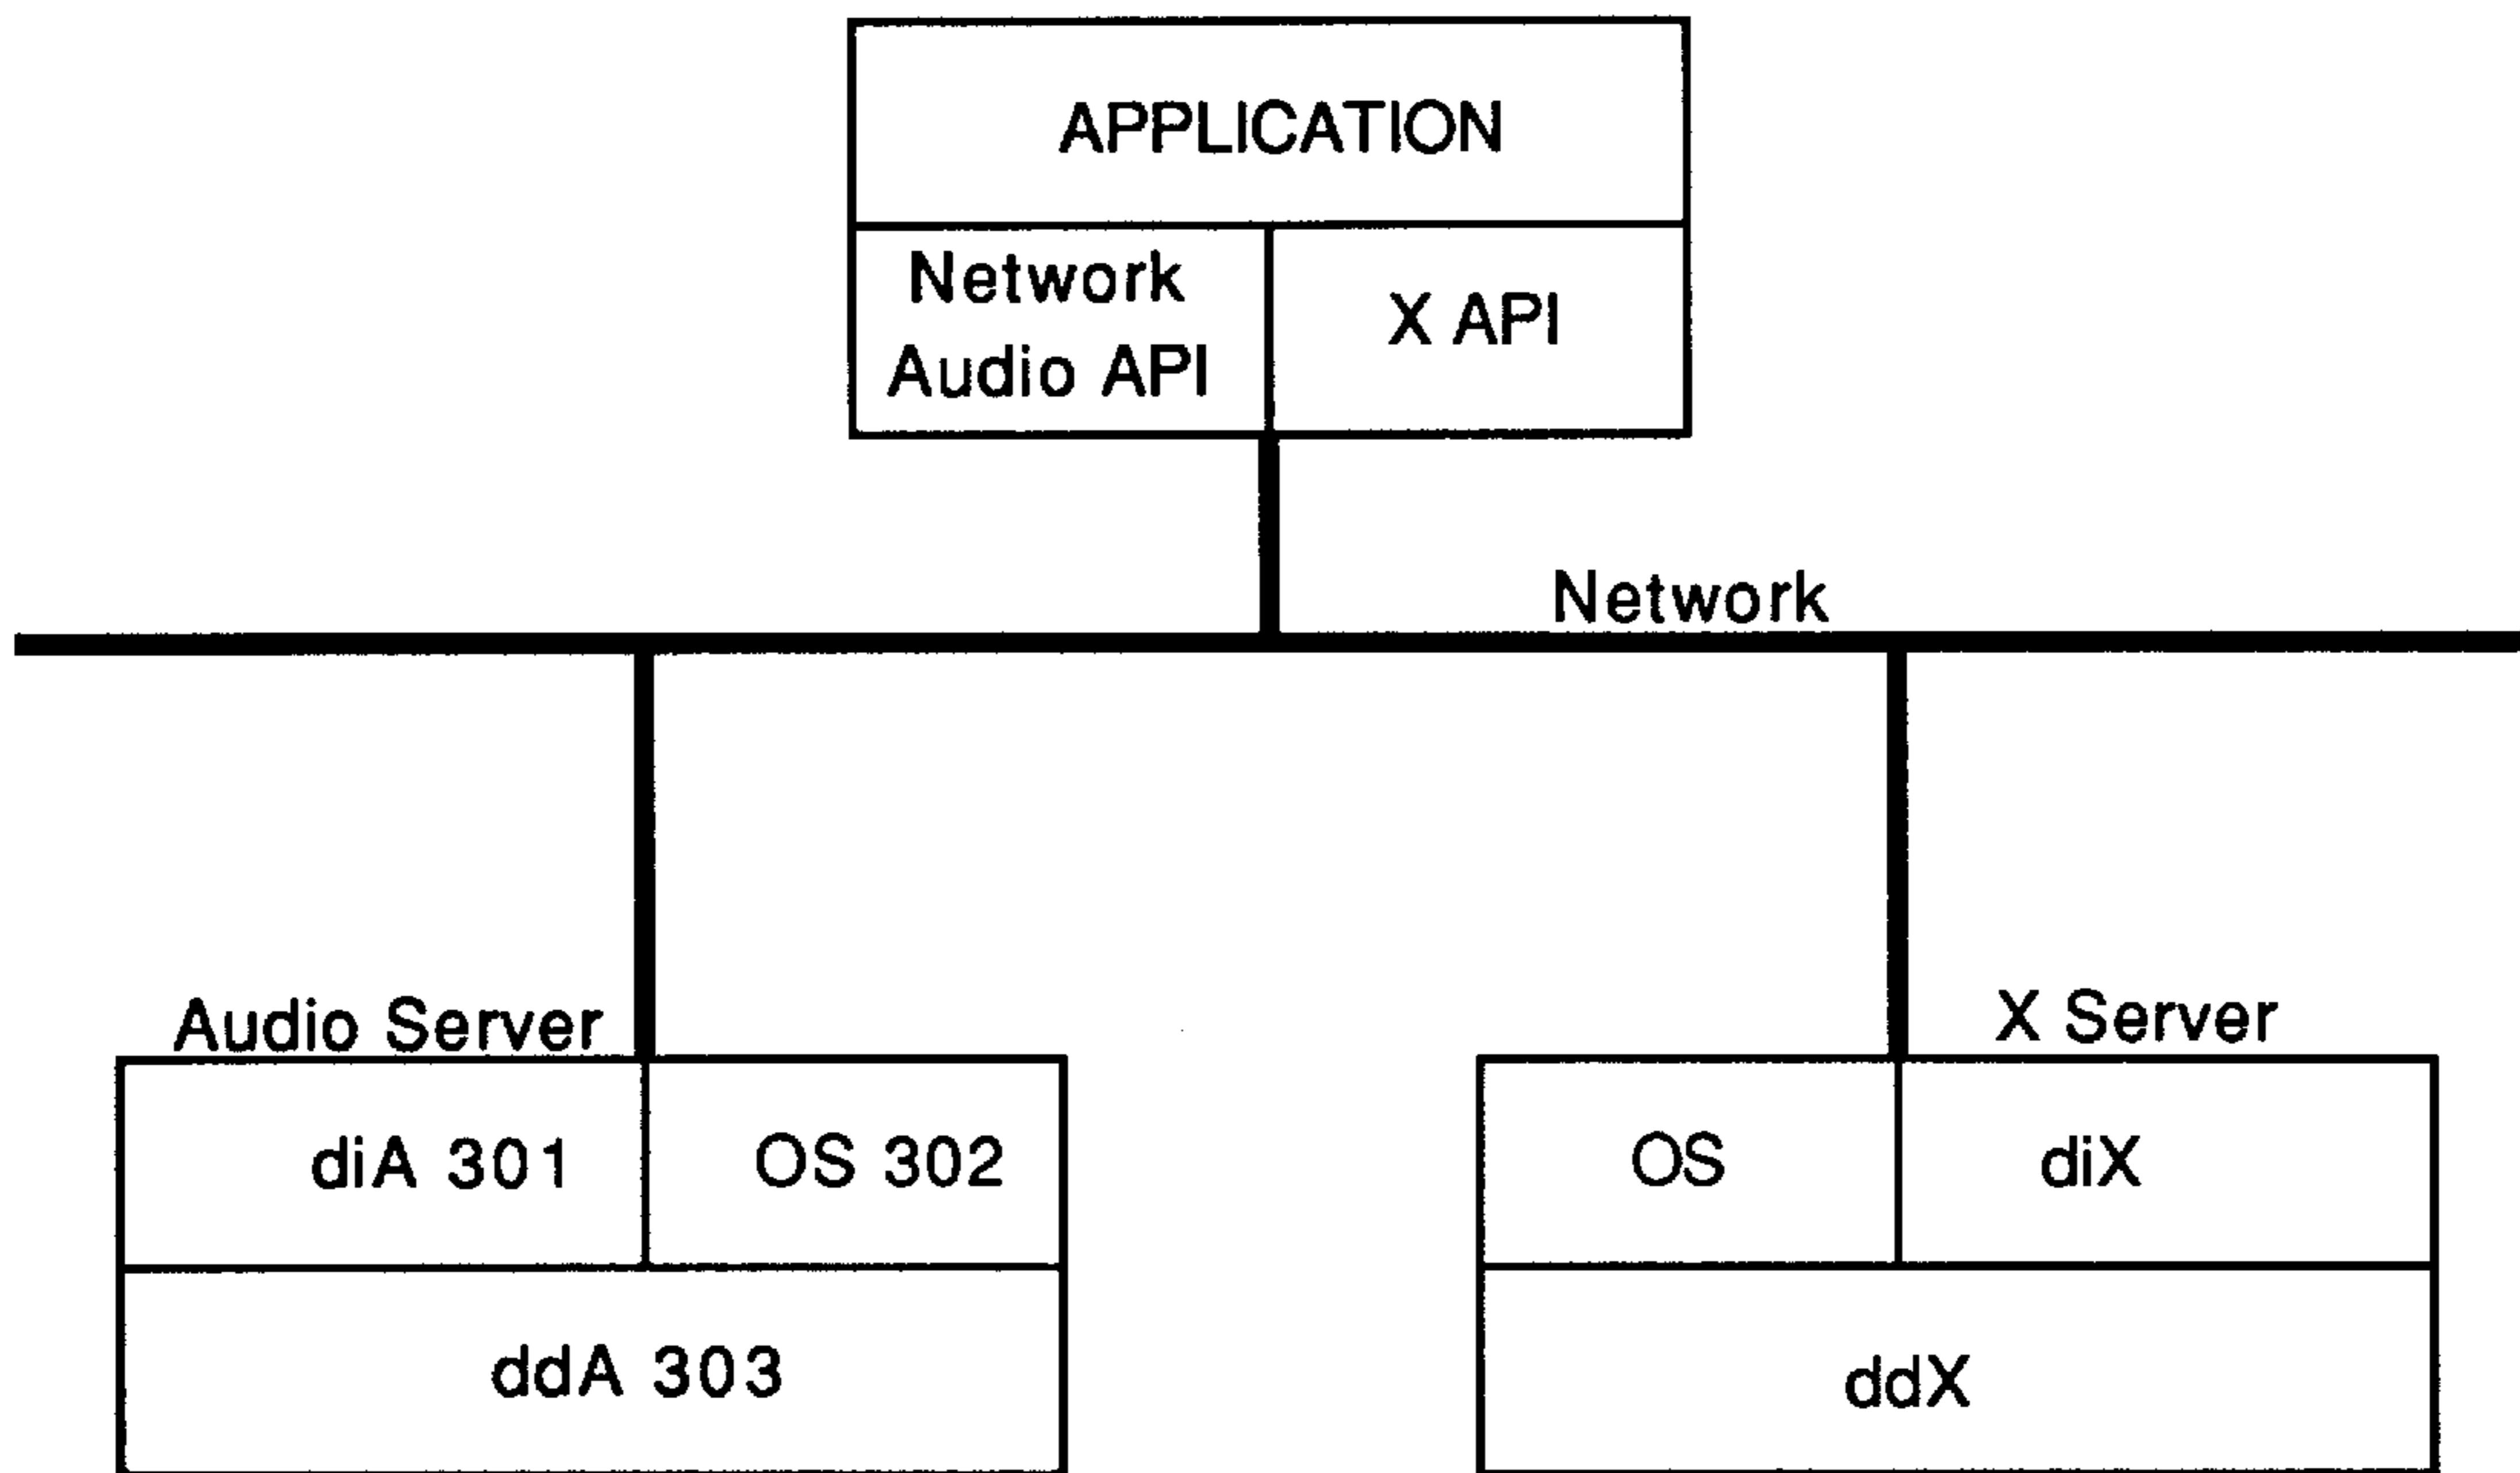 APPLICATION
Network
Audio API
X API
Network
Audio Server
X Server
diA 301
OS 302
OS
diX
ddA 303
ddX